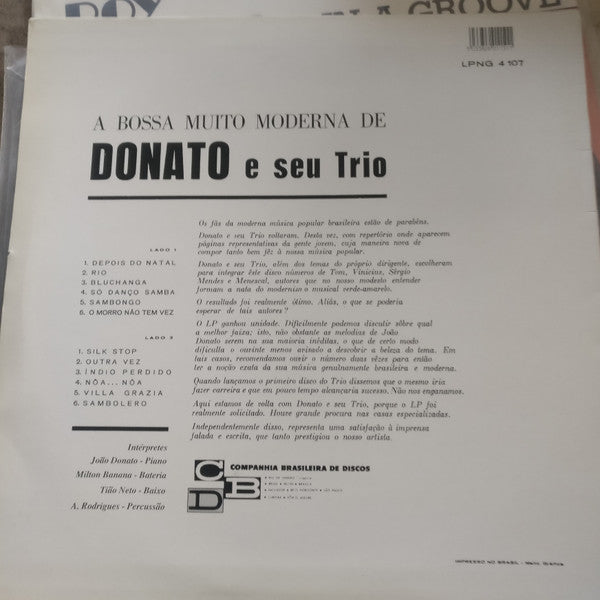 ROY
IN A GROOVE
LPNG 4107
A BOSSA MUITO MODERNA DE
DONATO e seu Trio
Os fãs da moderna música popular brasileira estão de parabéns.
Donato e seu Trio voltaram. Desta vez, com repertório onde aparecem
páginas representativas da gente jovem, cuja maneira nova de
compor tanto bem fêz à nossa música popular.
Donato e seu Trio, além dos temas do próprio dirigente, escolheram
para integrar êste disco números de Tom, Vinicius, Sérgio
Mendes e Menescal, autores que no nosso modesto entender
formam a nata do moderníssimo musical verde-amarelo.
O resultado foi realmente ótimo. Aliás, o que se poderia
esperar de tais autores?
O LP ganhou unidade. Dificilmente podemos discutir sôbre qual
a melhor faixa; isto, não obstante as melodias de João
Donato serem na sua maioria inéditas, o que de certo modo
dificulta o ouvinte menos avisado a descobrir a beleza do tema. Em
tais casos, recomendamos ouvir o número duas vêzes para então
ter a noção exata da sua música genuinamente brasileira e moderna.
Quando lançamos o primeiro disco do Trio dissemos que o mesmo iria
fazer carreira e que em pouco tempo alcançaria sucesso. Não nos enganamos.
Aqui estamos de volta com Donato e seu Trio, porque o LP foi
realmente solicitado. Houve grande procura nas casas especializadas.
Independentemente disso, representa uma satisfação à imprensa
falada e escrita, que tanto prestigiou o nosso artista.
LADO 1
1. DEPOIS DO NATAL
2. RIO
3. BLUCHANGA
4. SÓ DANÇO SAMBA
5. SAMBONGO
6. O MORRO NÃO TEM VEZ
LADO 2
1. SILK STOP
2. OUTRA VEZ
3. ÍNDIO PERDIDO
4. NÔA... NÔA
5. VILLA GRAZIA
6. SAMBOLERO
Intérpretes
João Donato - Piano
Milton Banana - Bateria
Tião Neto - Baixo
A. Rodrigues - Percussão
CBD
COMPANHIA BRASILEIRA DE DISCOS
IMPRESSO NO BRASIL